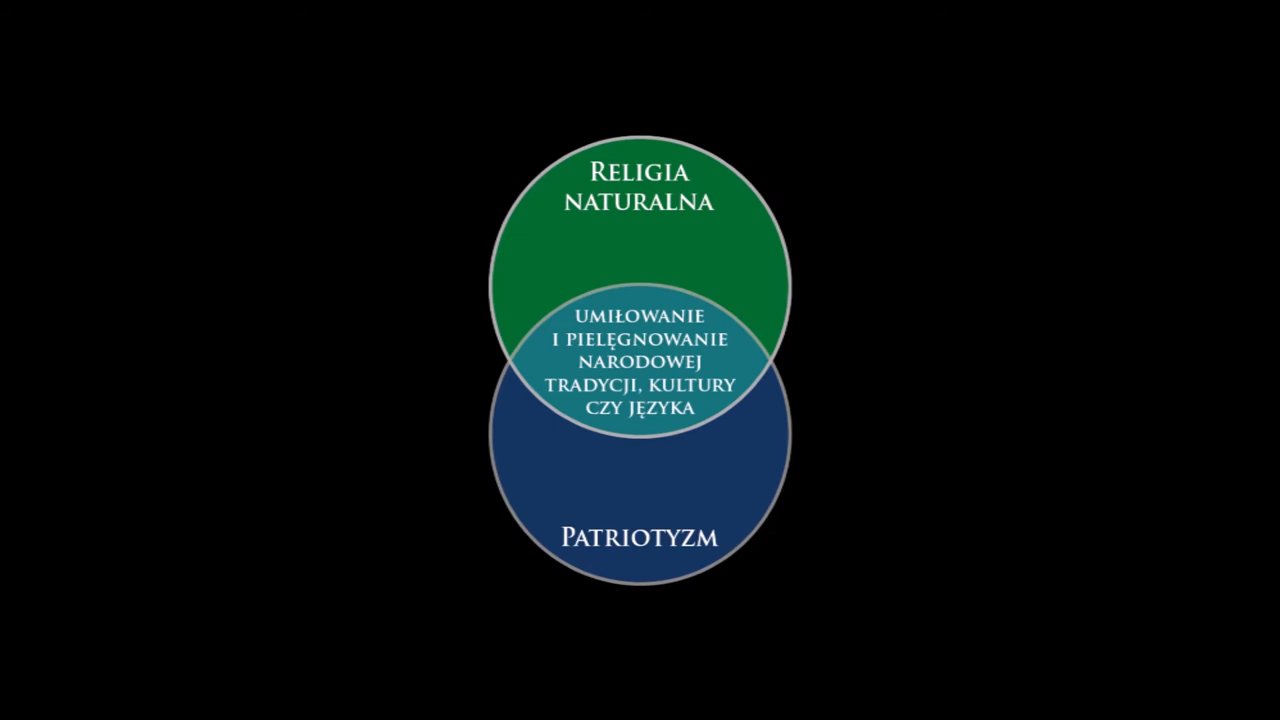 Religia
naturalna
umiłowanie
i pielęgnowanie
narodowej
tradycji, kultury
czy języka
Patriotyzm